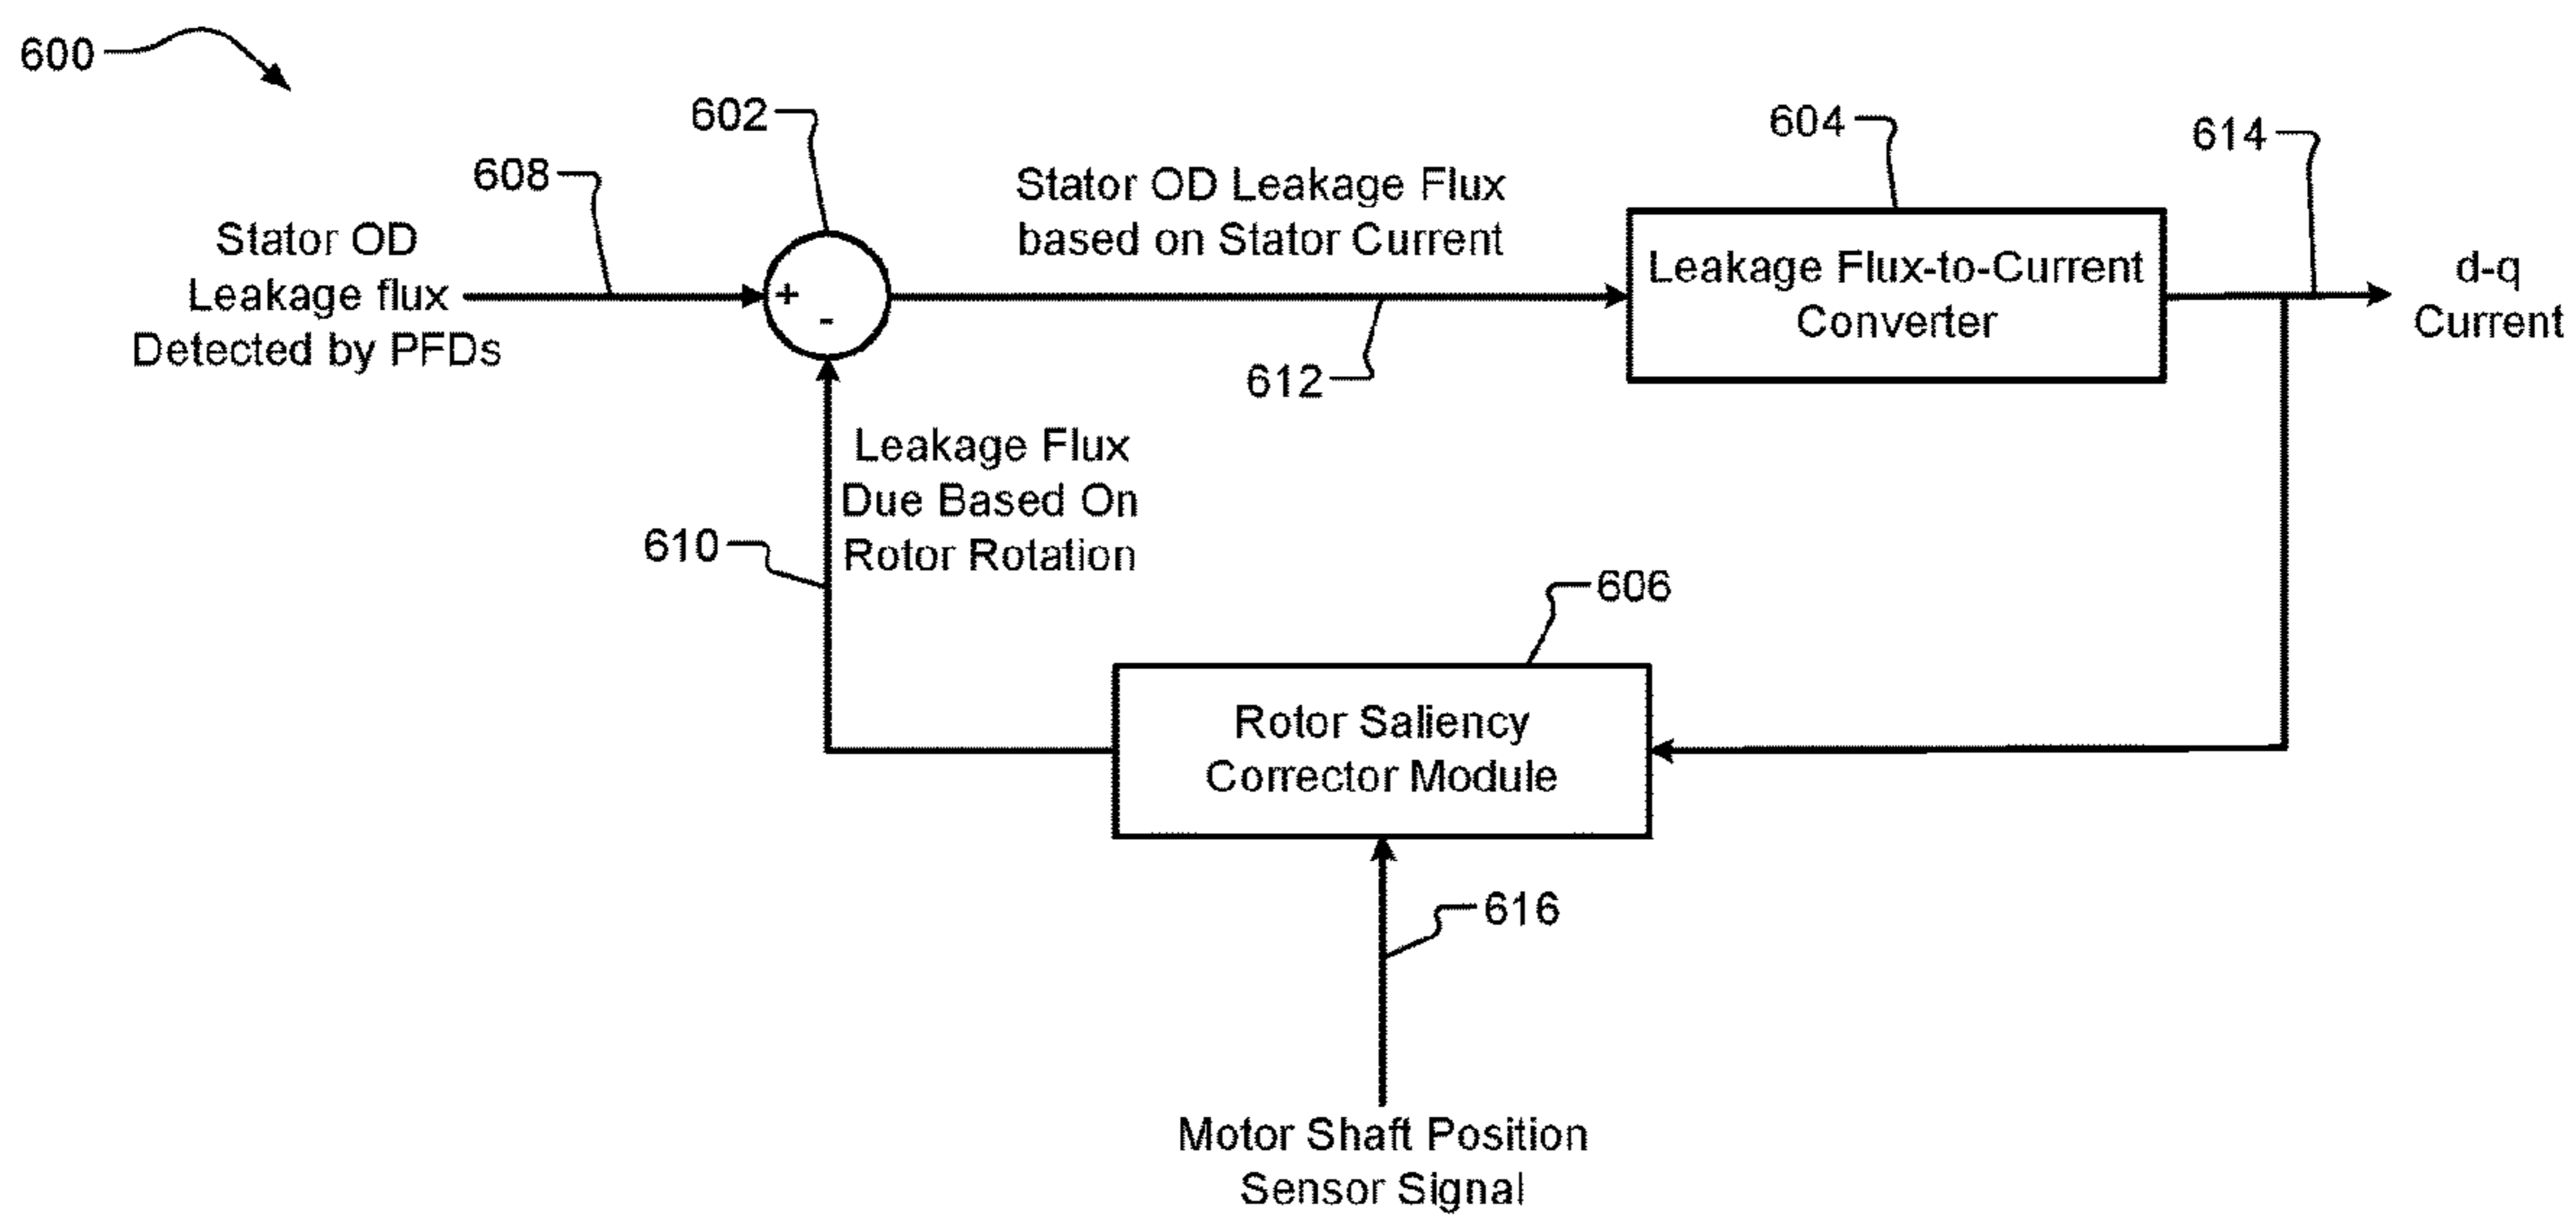 600
602
608
Stator OD
Leakage flux
Detected by PFDs
+
-
Stator OD Leakage Flux
based on Stator Current
612
604
Leakage Flux-to-Current
Converter
614
d-q
Current
610
Leakage Flux
Due Based On
Rotor Rotation
606
Rotor Saliency
Corrector Module
616
Motor Shaft Position
Sensor Signal